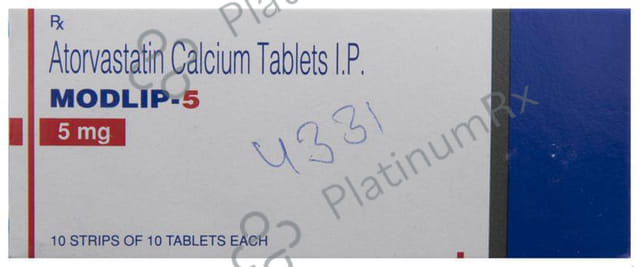 Rx
Atorvastatin Calcium Tablets I.P.
MODLIP-5
5 mg
4331
10 STRIPS OF 10 TABLETS EACH
PlatinumRx